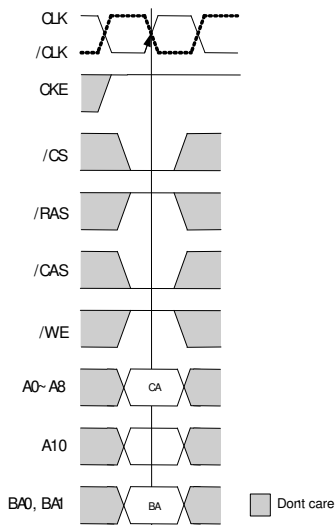 CLK
/CLK
CKE
/CS
/RAS
/CAS
/WE
A0~ A8
CA
A10
BA0, BA1
BA
Dont care